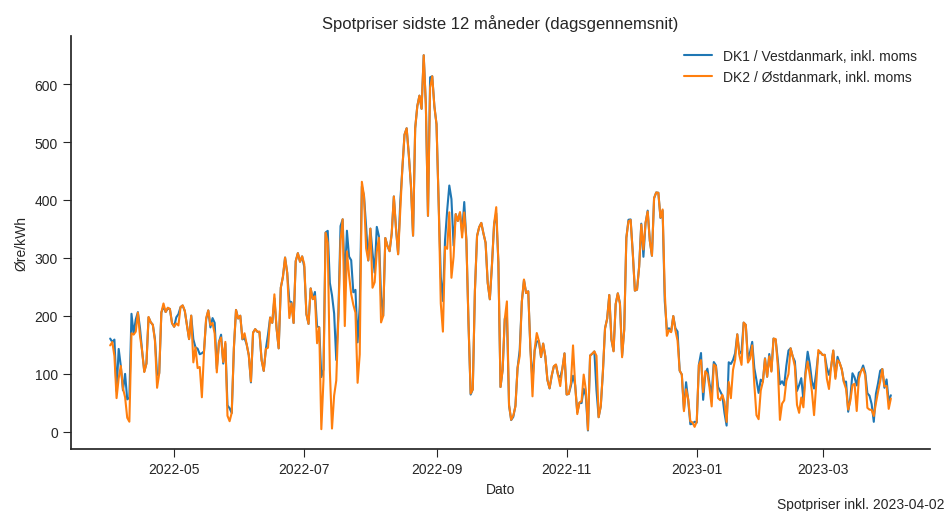 Spotpriser sidste 12 måneder (dagsgennemsnit)
DK1 / Vestdanmark, inkl. moms
DK2 / Østdanmark, inkl. moms
Øre/kWh
600
500
400
300
200
100
0
2022-05 2022-07 2022-09 2022-11 2023-01 2023-03
Dato
Spotpriser inkl. 2023-04-02